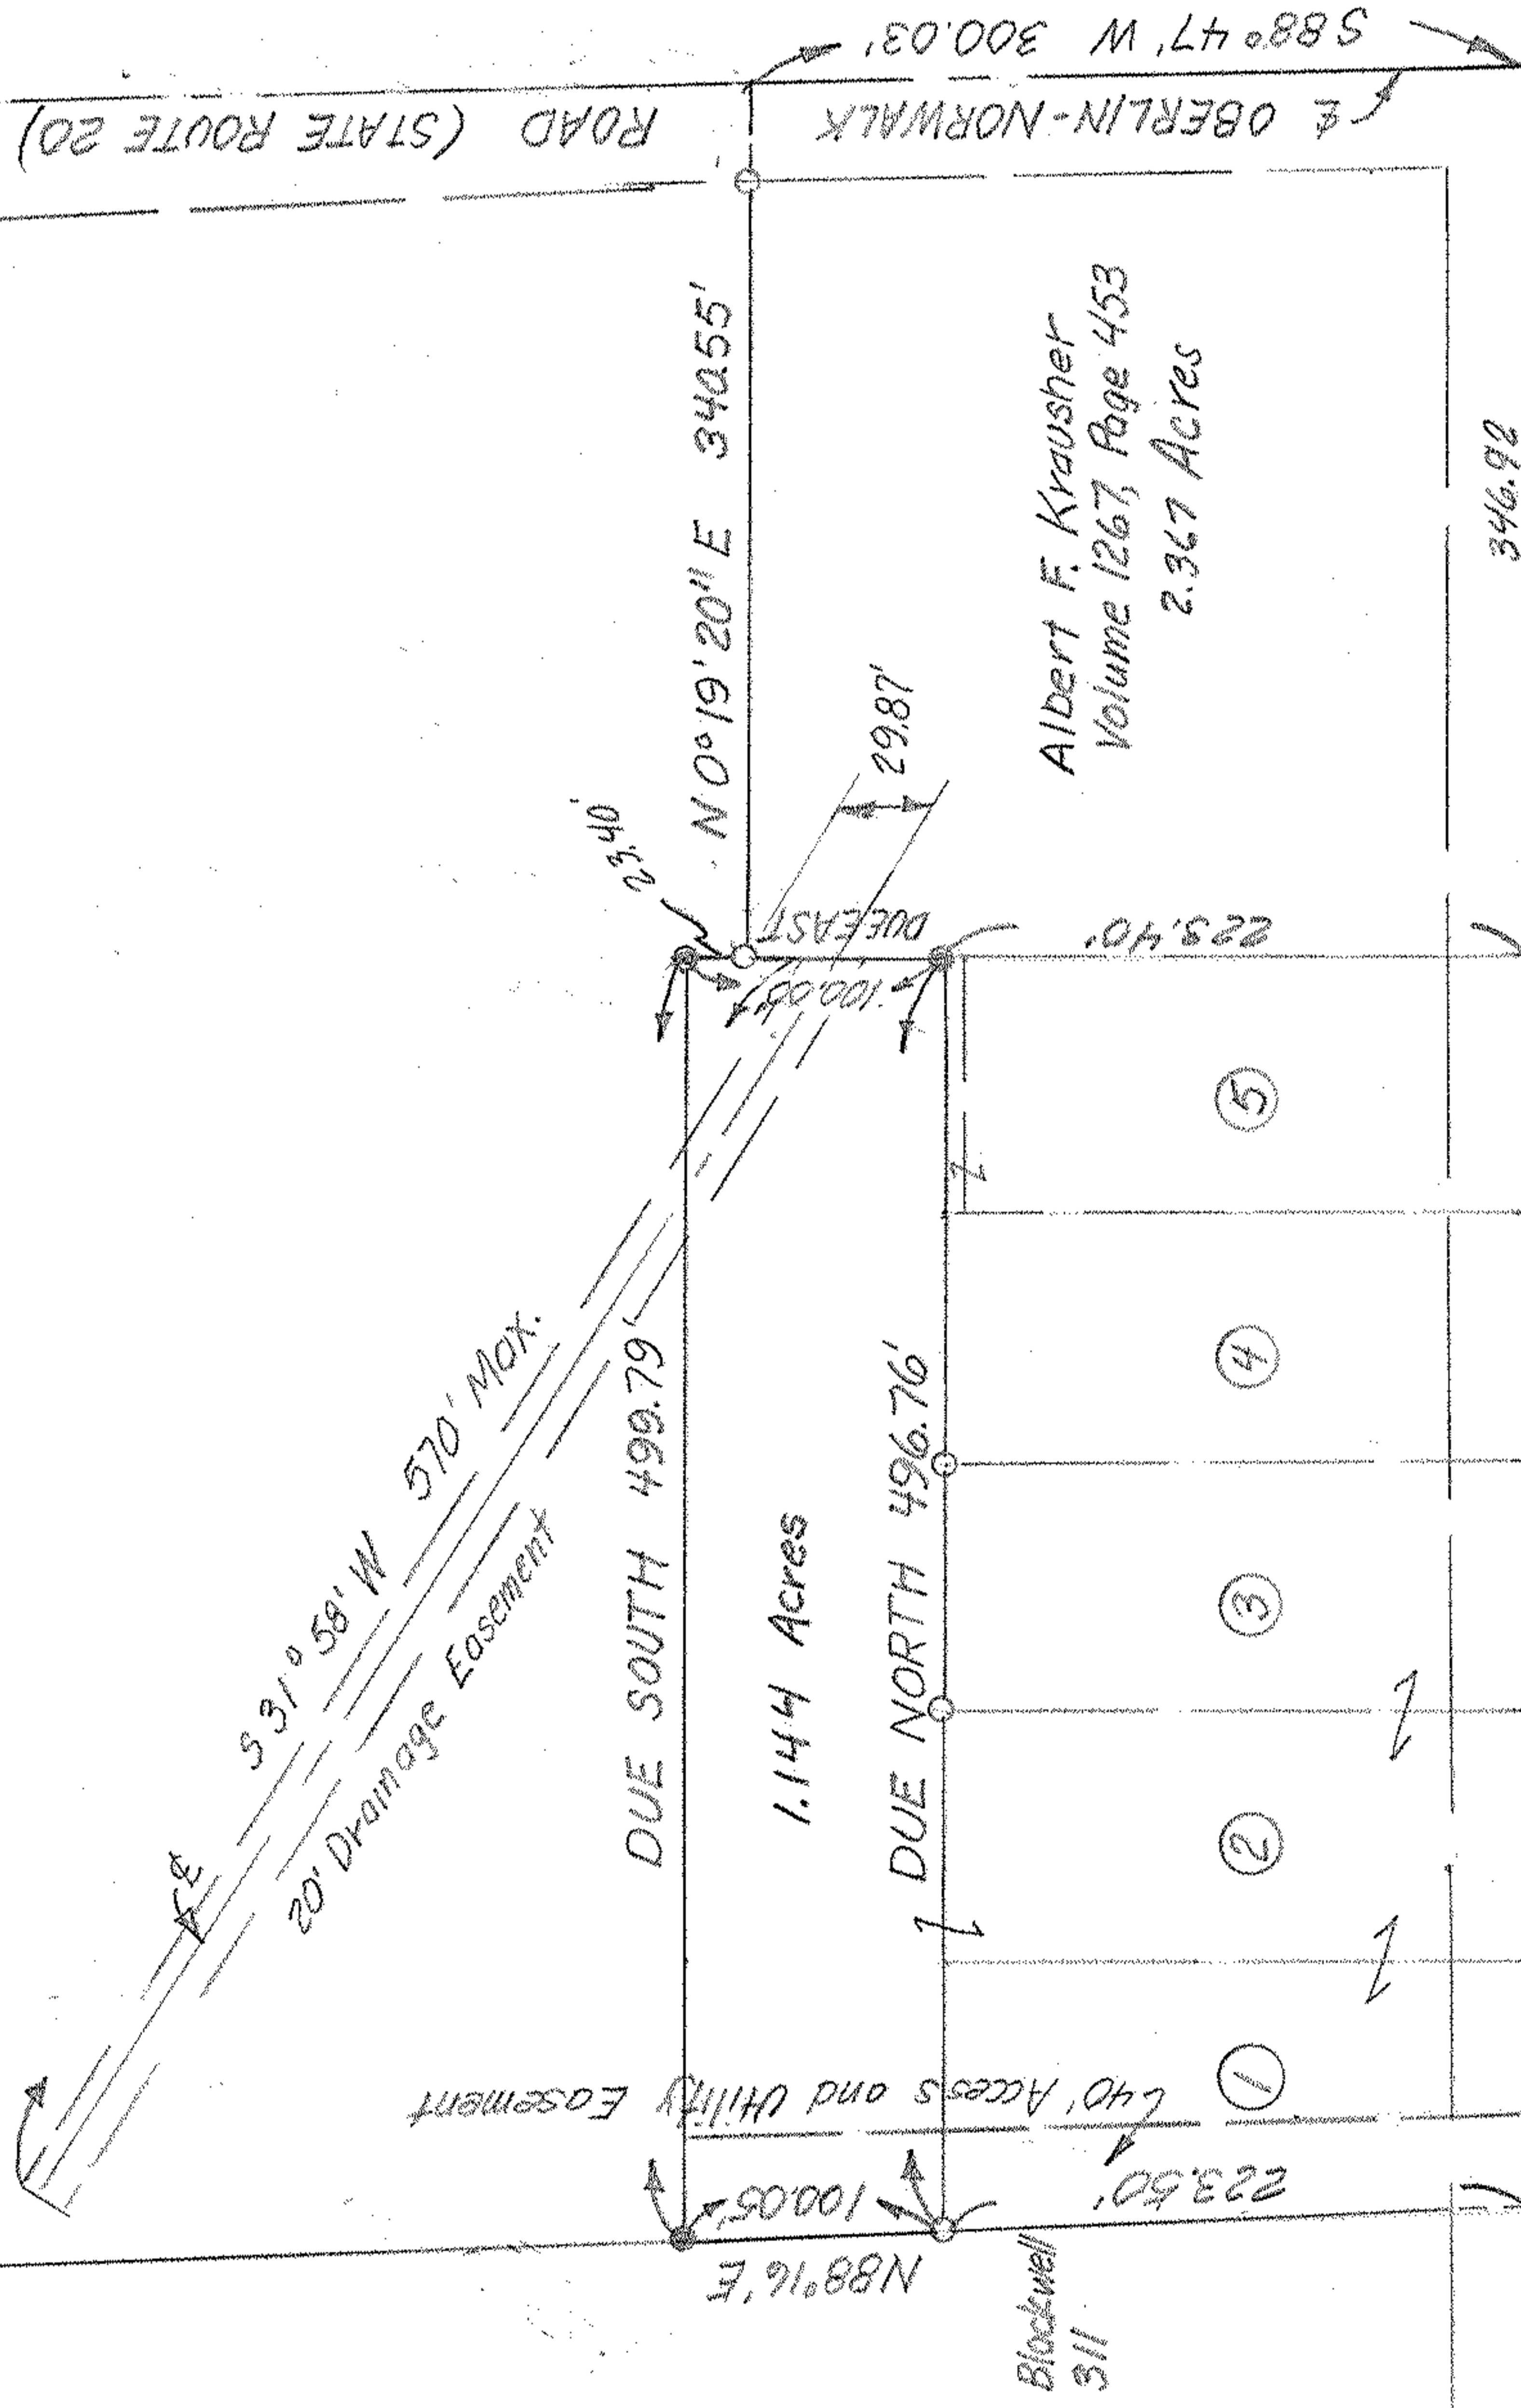 S 88° 47' W 300.03'
ROAD (STATE ROUTE 20)
℄ OBERLIN-NORWALK
N 0° 19' 20" E 340.55'
Albert F. Krausher
Volume 1267, Page 453
2.367 Acres
346.92
29.87'
23.40'
DUE EAST
100.00'
223.40'
S 31° 58' W 570' Max.
℄
20' Drainage Easement
DUE SOUTH 499.79'
1.144 Acres
DUE NORTH 496.76'
5
4
3
2
1
40' Access and Utility Easement
100.05'
223.50'
N 88° 16' E
Blackwell
311